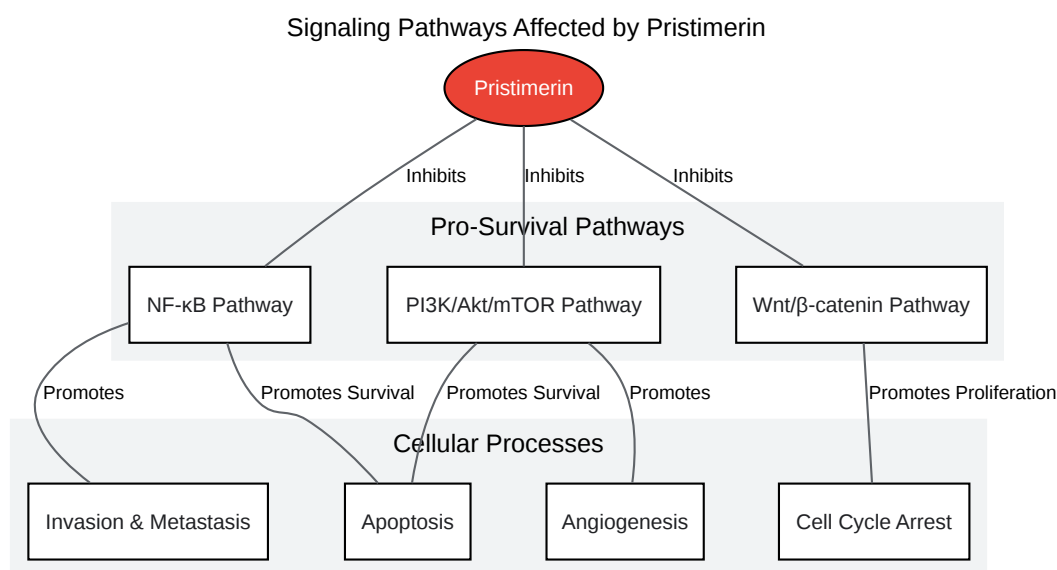 Signaling Pathways Affected by Pristimerin
Pristimerin
Inhibits
Inhibits
Inhibits
Pro-Survival Pathways
NF-κB Pathway
PI3K/Akt/mTOR Pathway
Wnt/β-catenin Pathway
Promotes
Promotes Survival
Promotes Survival
Promotes
Promotes Proliferation
Cellular Processes
Invasion & Metastasis
Apoptosis
Angiogenesis
Cell Cycle Arrest